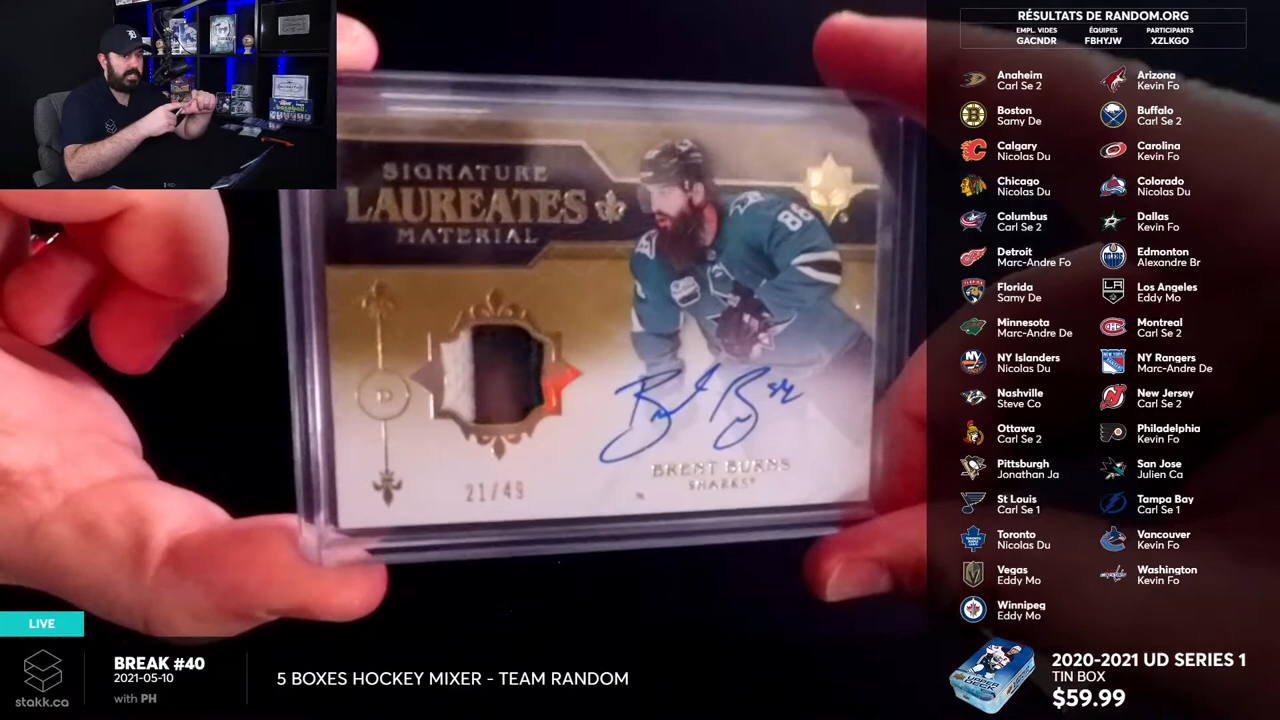 RÉSULTATS DE RANDOM.ORG
EMPL. VIDES ÉQUIPES PARTICIPANTS
GACNDR FBHYJW XZLKGO
Anaheim
Carl Se 2
Arizona
Kevin Fo
Boston
Samy De
Buffalo
Carl Se 2
Calgary
Nicolas Du
Carolina
Kevin Fo
Chicago
Nicolas Du
Colorado
Nicolas Du
Columbus
Carl Se 2
Dallas
Kevin Fo
Detroit
Marc-Andre Fo
Edmonton
Alexandre Br
Florida
Samy De
Los Angeles
Eddy Mo
Minnesota
Marc-Andre De
Montreal
Carl Se 2
NY Islanders
Nicolas Du
NY Rangers
Marc-Andre De
Nashville
Steve Co
New Jersey
Carl Se 2
Ottawa
Carl Se 2
Philadelphia
Kevin Fo
Pittsburgh
Jonathan Ja
San Jose
Julien Ca
St Louis
Carl Se 1
Tampa Bay
Carl Se 1
Toronto
Nicolas Du
Vancouver
Kevin Fo
Vegas
Eddy Mo
Washington
Kevin Fo
Winnipeg
Eddy Mo
SIGNATURE
LAUREATES
MATERIAL
88
D
21/49
BRENT BURNS
SHARKS
LIVE
stakk.ca
BREAK #40
2021-05-10
with PH
5 BOXES HOCKEY MIXER - TEAM RANDOM
2020-2021 UD SERIES 1
TIN BOX
$59.99